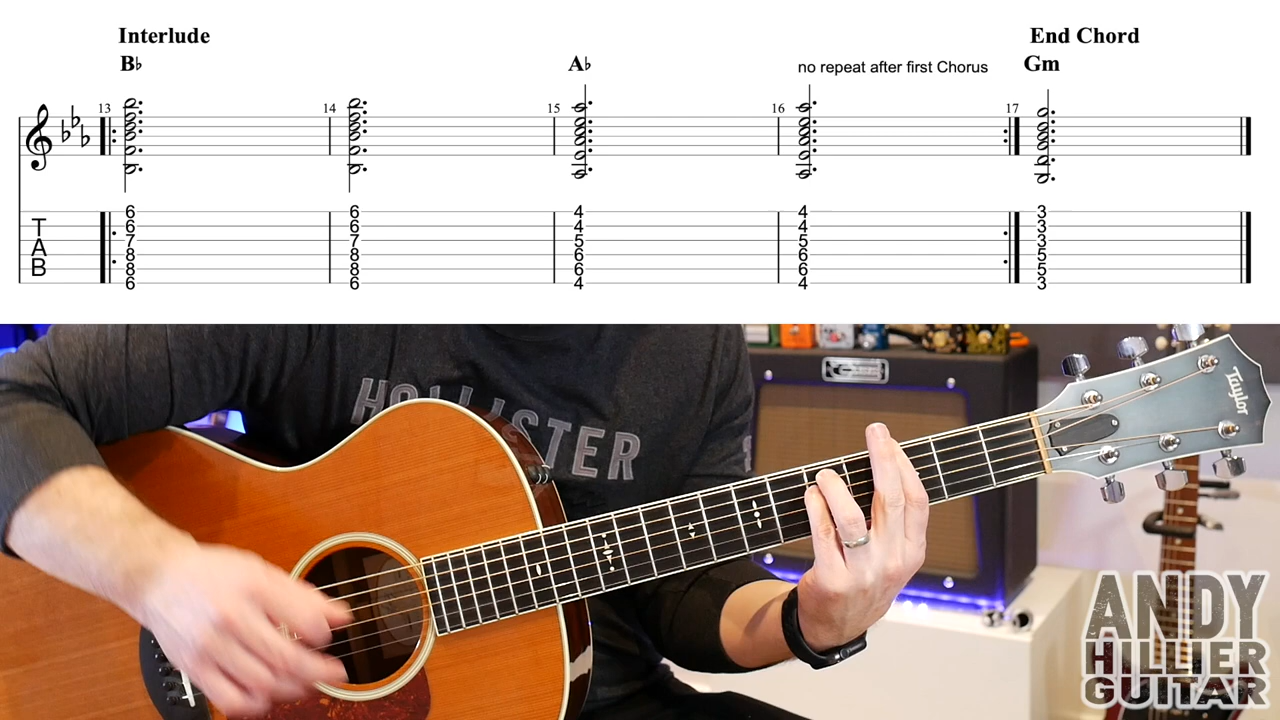 Interlude
End Chord
B♭
A♭
no repeat after first Chorus
Gm
13
14
15
16
17
T
A
B
6
6
7
8
8
6
6
6
7
8
8
6
4
4
5
6
6
4
4
4
5
6
6
4
3
3
3
5
5
3
HOLLISTER
Taylor
ANDY
HILLIER
GUITAR